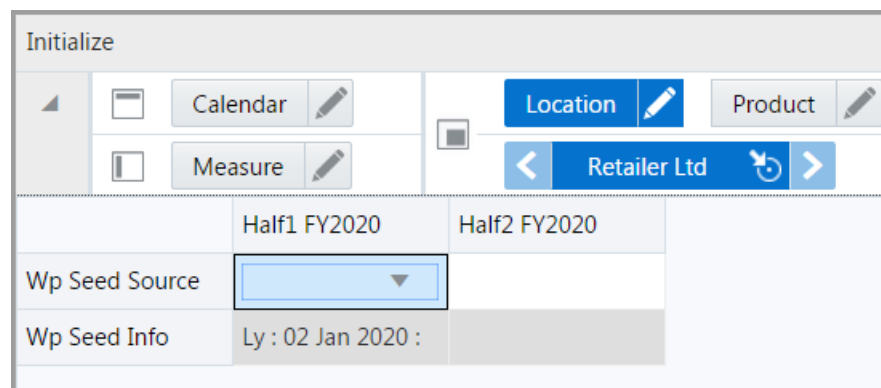 Initialize
Calendar Location Product
Measure Retailer Ltd
Half1 FY2020 Half2 FY2020
Wp Seed Source
Wp Seed Info Ly : 02 Jan 2020 :